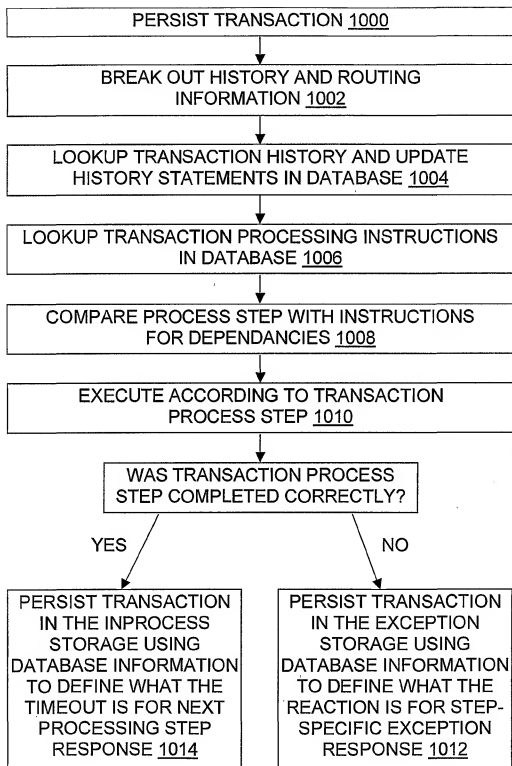 PERSIST TRANSACTION 1000
BREAK OUT HISTORY AND ROUTING
INFORMATION 1002
LOOKUP TRANSACTION HISTORY AND UPDATE
HISTORY STATEMENTS IN DATABASE 1004
LOOKUP TRANSACTION PROCESSING INSTRUCTIONS
IN DATABASE 1006
COMPARE PROCESS STEP WITH INSTRUCTIONS
FOR DEPENDANCIES 1008
EXECUTE ACCORDING TO TRANSACTION
PROCESS STEP 1010
WAS TRANSACTION PROCESS
STEP COMPLETED CORRECTLY?
YES
NO
PERSIST TRANSACTION
IN THE INPROCESS
STORAGE USING
DATABASE INFORMATION
TO DEFINE WHAT THE
TIMEOUT IS FOR NEXT
PROCESSING STEP
RESPONSE 1014
PERSIST TRANSACTION
IN THE EXCEPTION
STORAGE USING
DATABASE INFORMATION
TO DEFINE WHAT THE
REACTION IS FOR STEP-
SPECIFIC EXCEPTION
RESPONSE 1012